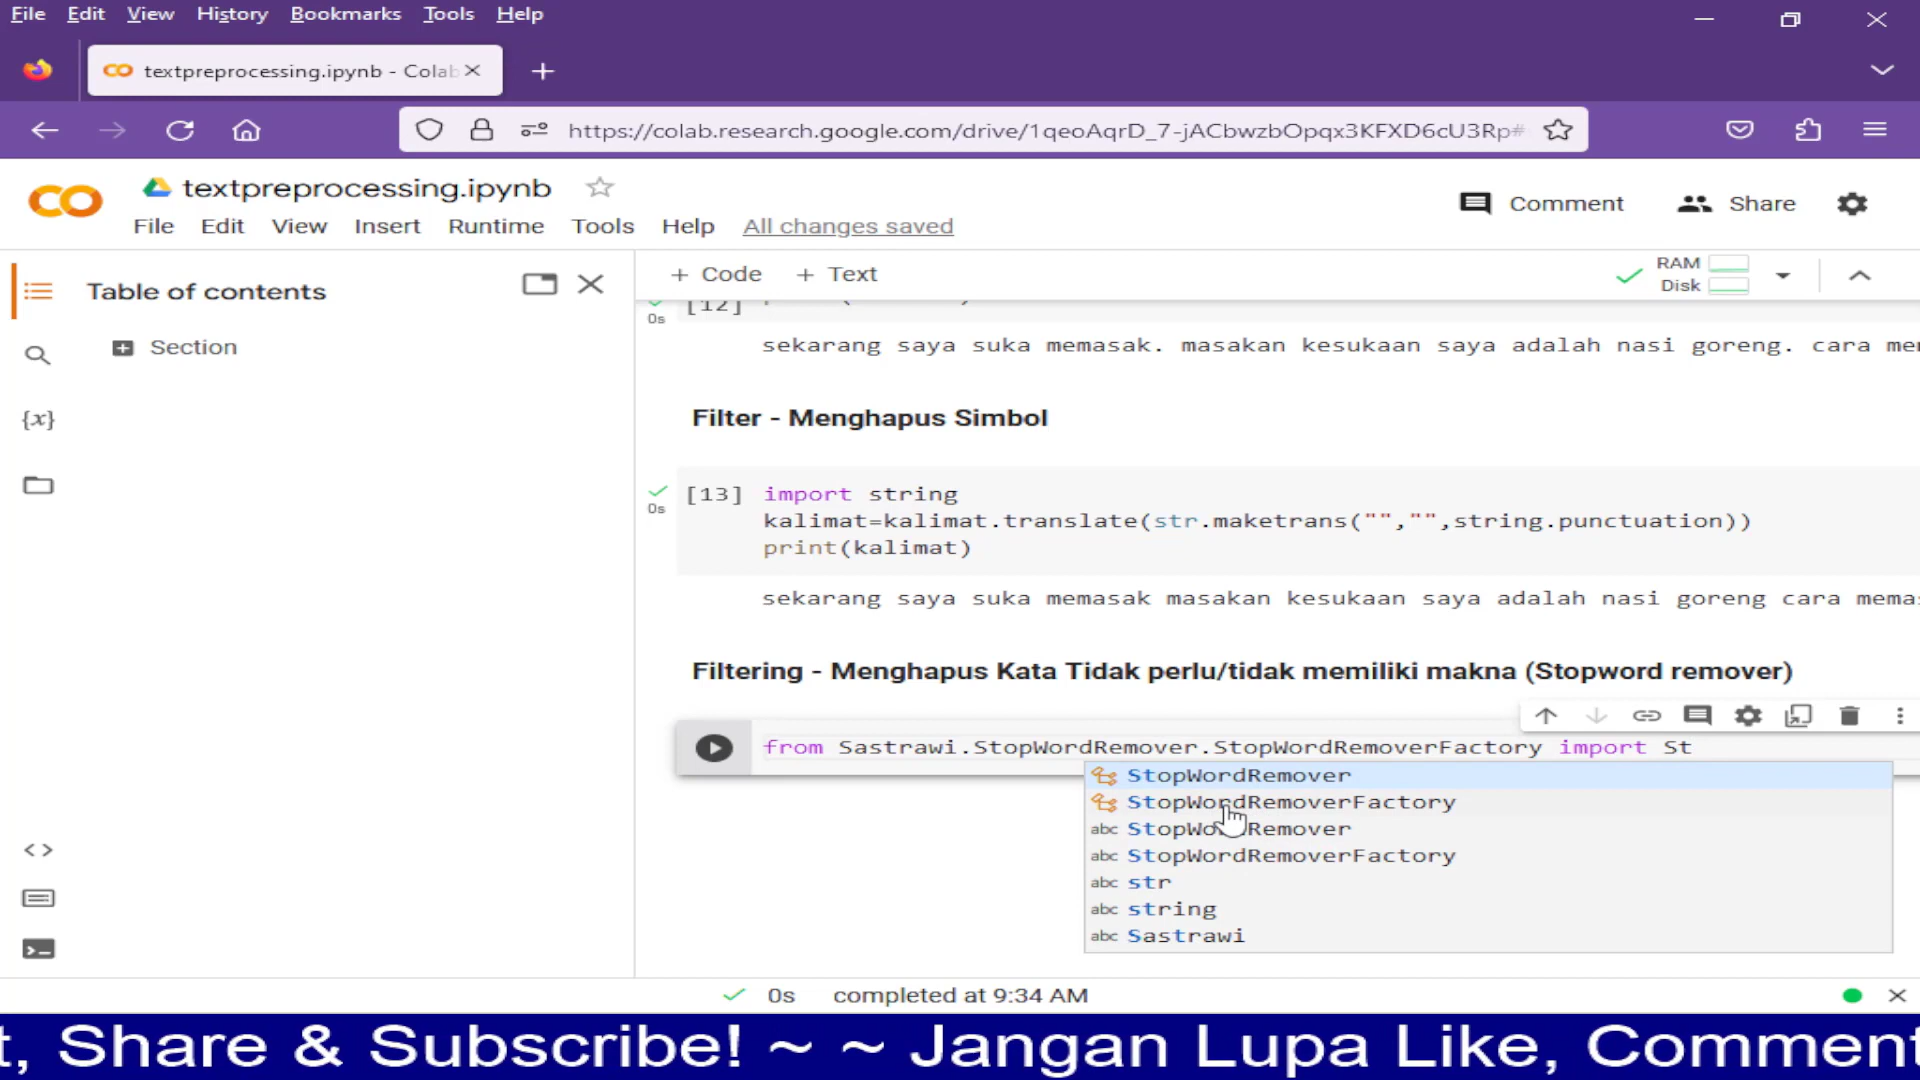 File Edit View History Bookmarks Tools Help
textpreprocessing.ipynb - Colab
https://colab.research.google.com/drive/1qeoAqrD_7-jACbwzbOpqx3KFXD6cU3Rp#
textpreprocessing.ipynb
Comment Share
File Edit View Insert Runtime Tools Help All changes saved
Table of contents
+ Code + Text
RAM
Disk
Section
[12]
0s
sekarang saya suka memasak. masakan kesukaan saya adalah nasi goreng. cara
Filter - Menghapus Simbol
[13] import string
0s
kalimat=kalimat.translate(str.maketrans("","",string.punctuation))
print(kalimat)
sekarang saya suka memasak masakan kesukaan saya adalah nasi goreng cara
Filtering - Menghapus Kata Tidak perlu/tidak memiliki makna (Stopword remover)
from Sastrawi.StopWordRemover.StopWordRemoverFactory import St
StopWordRemover
StopWordRemoverFactory
abc StopWordRemover
abc StopWordRemoverFactory
abc str
abc string
abc Sastrawi
{x}
0s completed at 9:34 AM
t, Share & Subscribe! ~ ~ Jangan Lupa Like, Comment